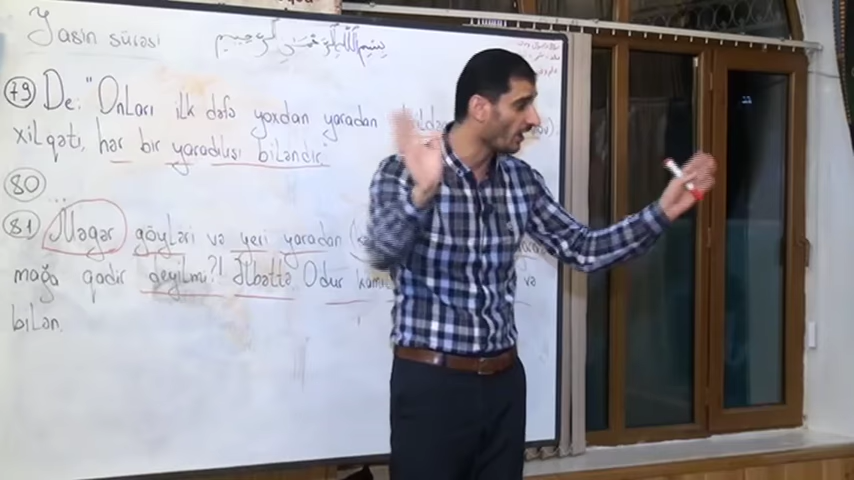 Yasin surəsi بسم الله الرحمن الرحيم
79 De: "Onları ilk dəfə yoxdan yaradan
xilqəti, hər bir yaradılışı biləndir.
80 ...
81 Məgər göyləri və yeri yaradan
mağa qadir deyilmi?! Əlbəttə Odur və
bilən.